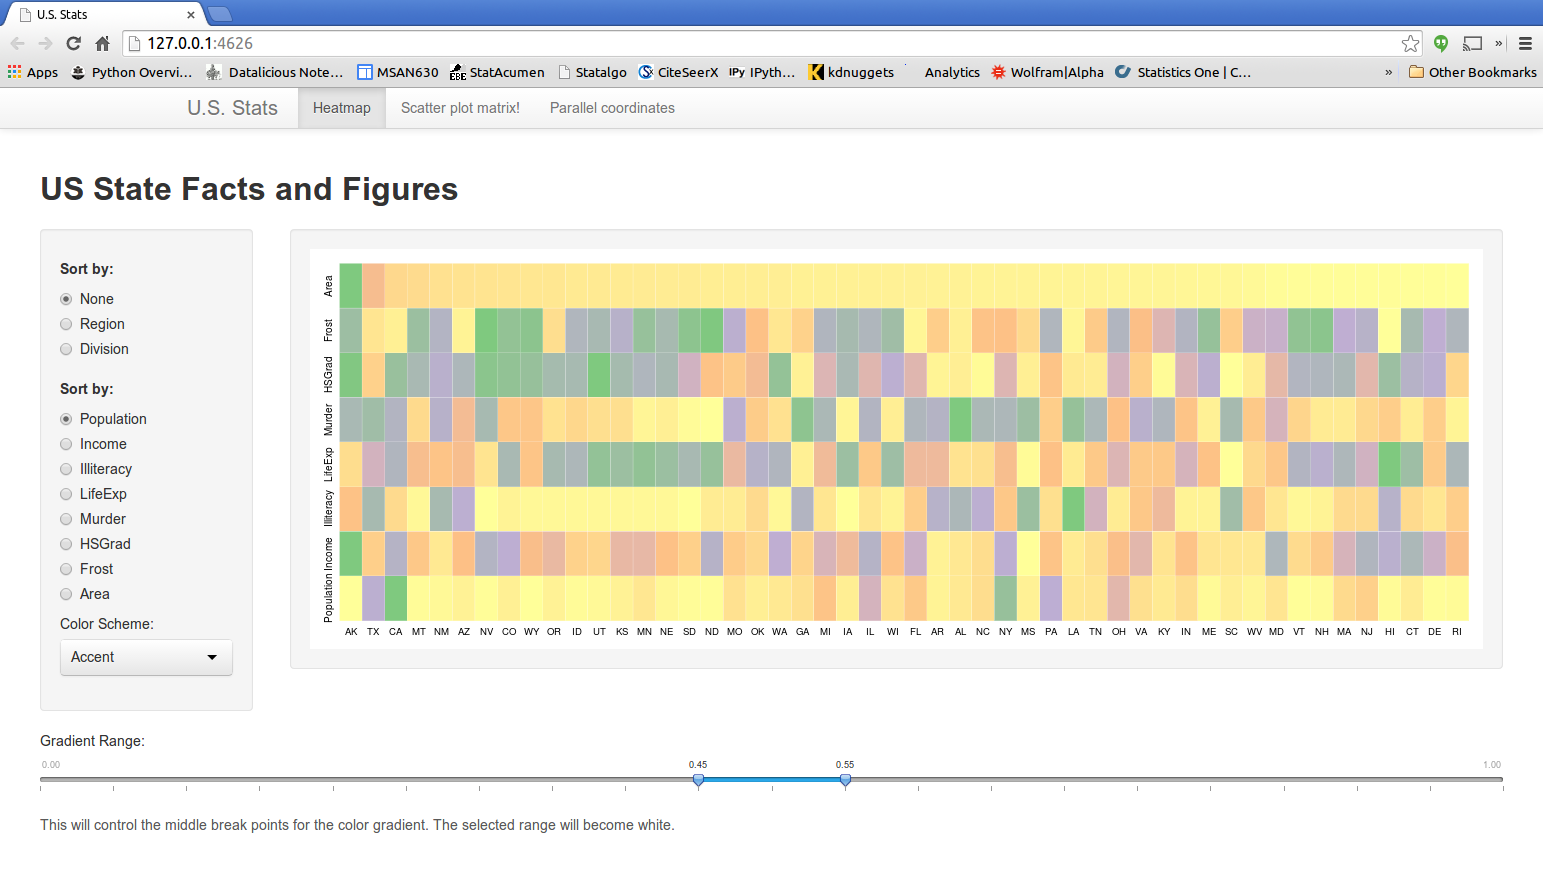 U.S. Stats
127.0.0.1:4626
Apps Python Overvi... Datalicious Note... MSAN630 StatAcumen Statalgo CiteSeerX IPy IPyth... kdnuggets Analytics Wolfram|Alpha Statistics One | C... » Other Bookmarks
U.S. Stats Heatmap Scatter plot matrix! Parallel coordinates
US State Facts and Figures
Sort by:
None
Region
Division
Sort by:
Population
Income
Illiteracy
LifeExp
Murder
HSGrad
Frost
Area
Color Scheme:
Accent
Area
Frost
HSGrad
Murder
LifeExp
Illiteracy
Income
Population
AK TX CA MT NM AZ NV CO WY OR ID UT KS MN NE SD ND MO OK WA GA MI IA IL WI FL AR AL NC NY MS PA LA TN OH VA KY IN ME SC WV MD VT NH MA NJ HI CT DE RI
Gradient Range:
0.00 0.45 0.55 1.00
This will control the middle break points for the color gradient. The selected range will become white.